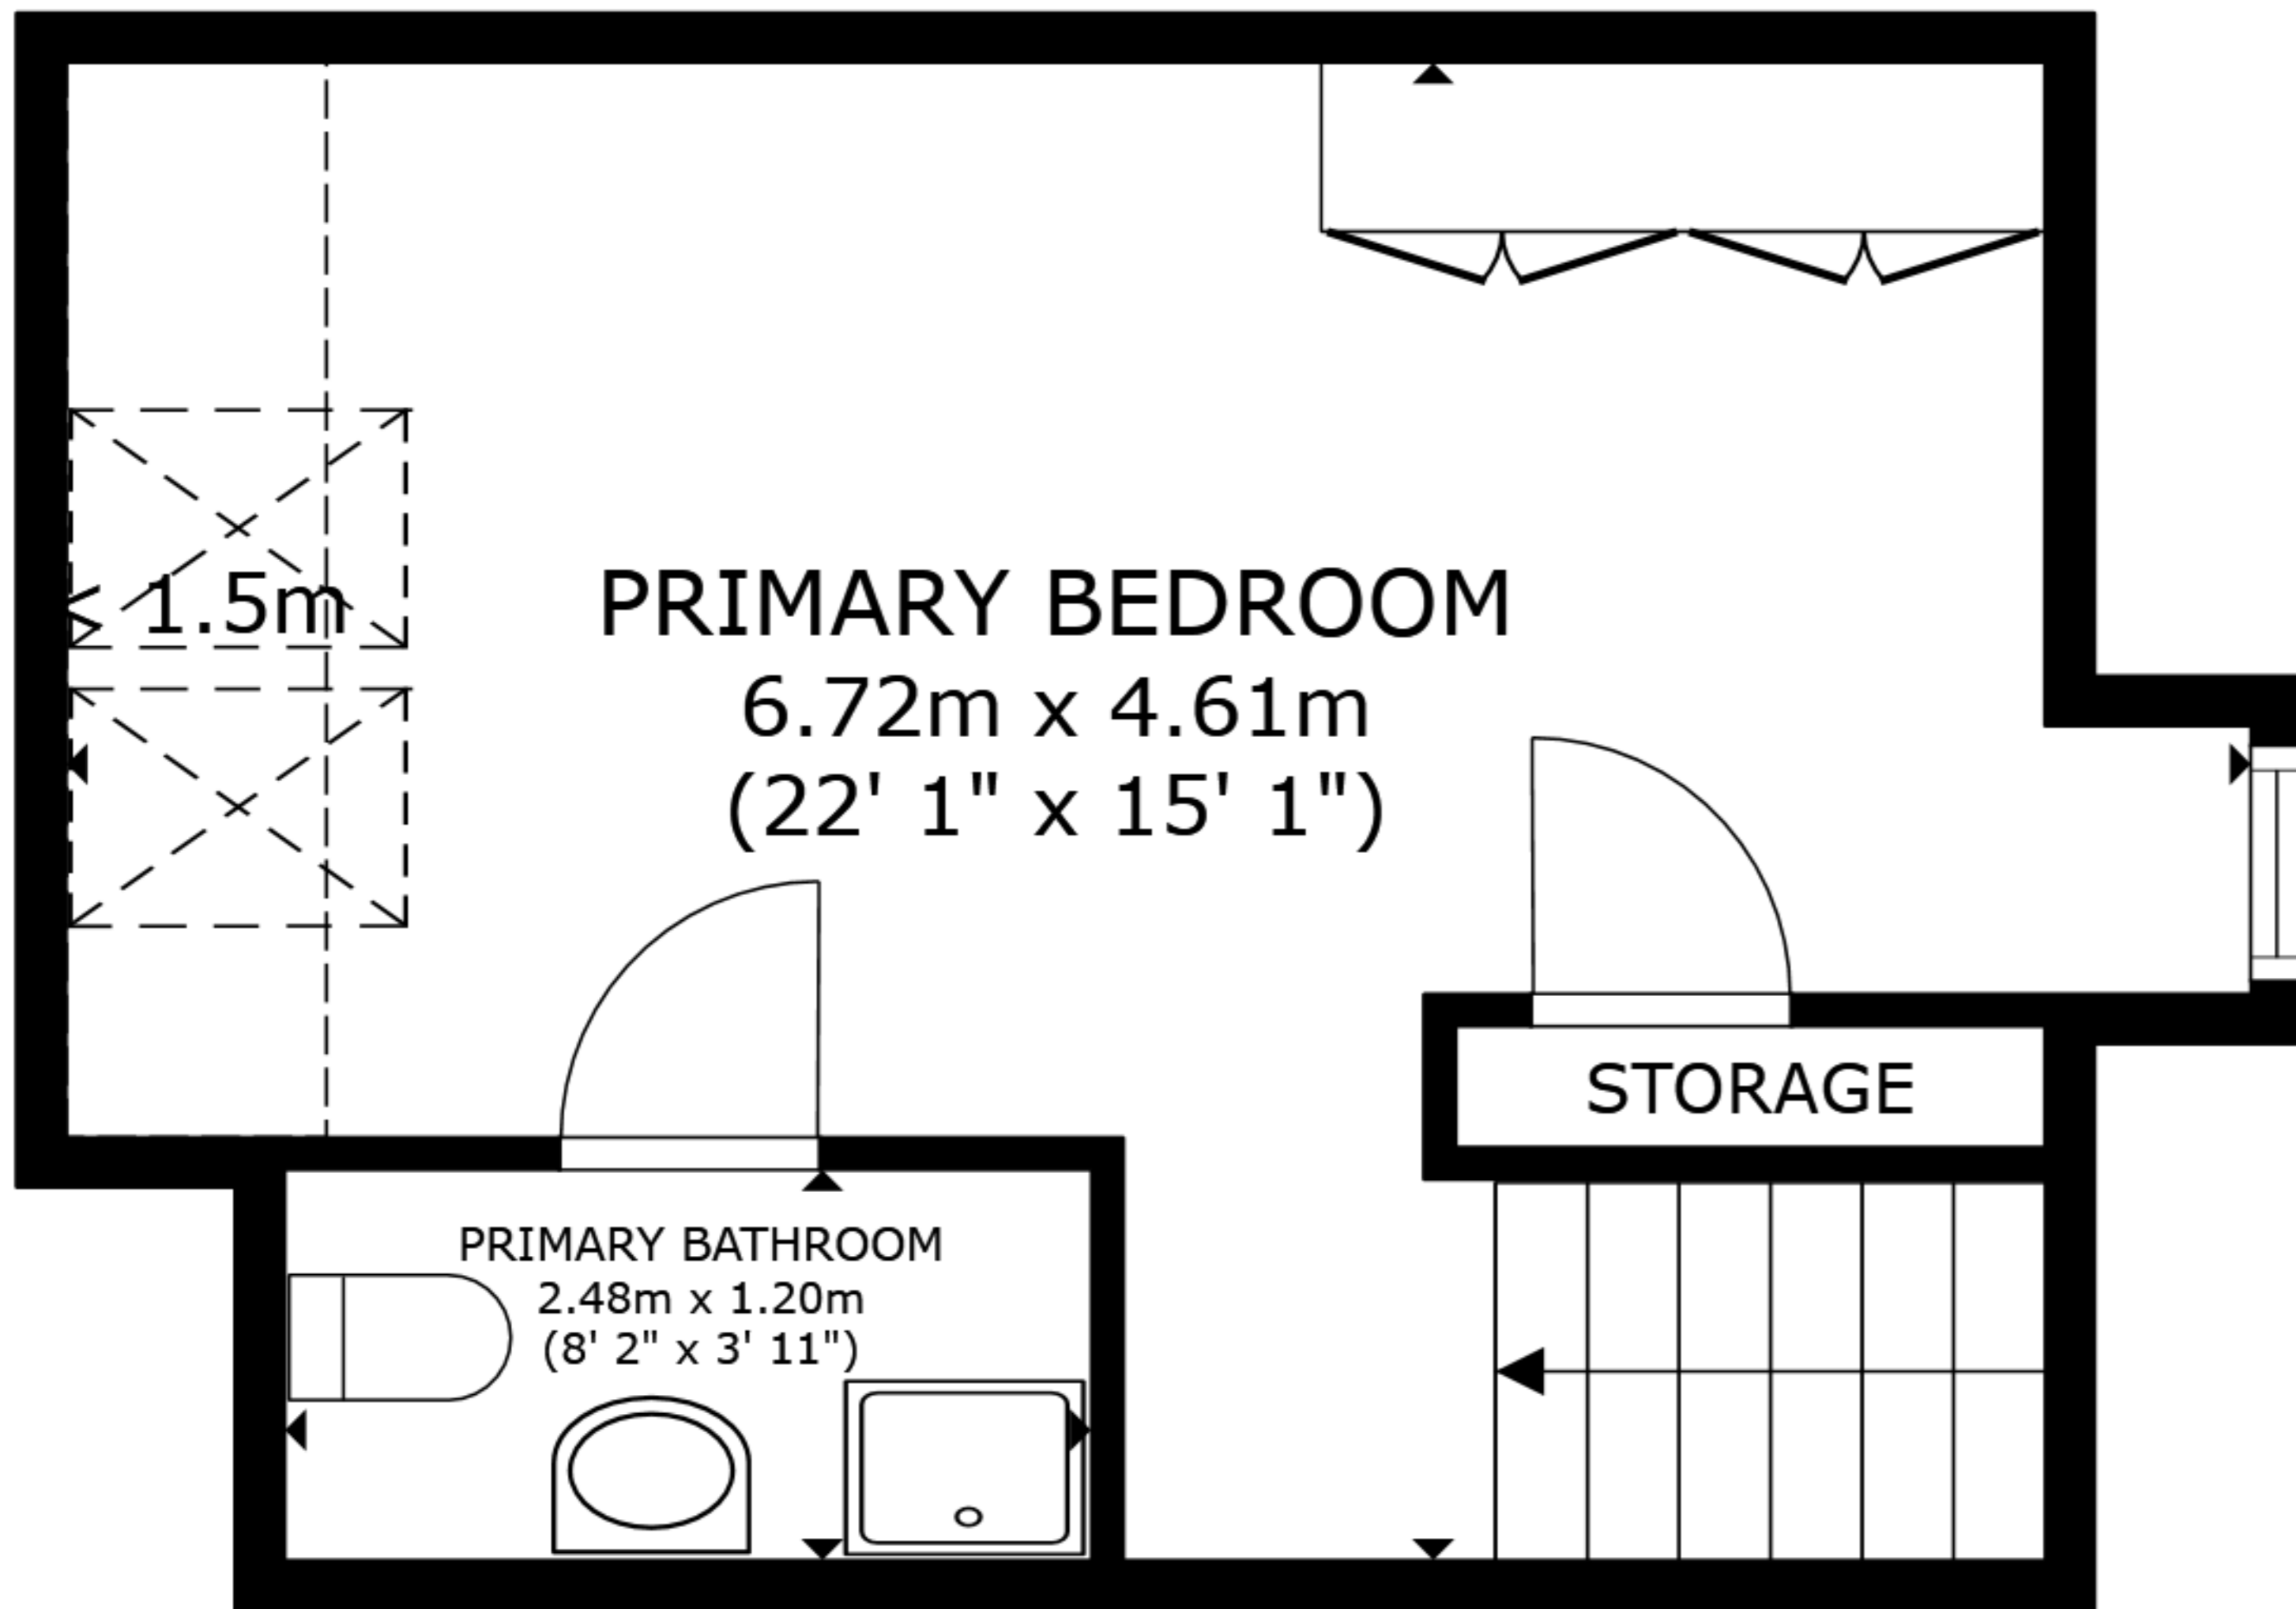 < 1.5m
PRIMARY BEDROOM
6.72m x 4.61m
(22' 1" x 15' 1")
STORAGE
PRIMARY BATHROOM
2.48m x 1.20m
(8' 2" x 3' 11")